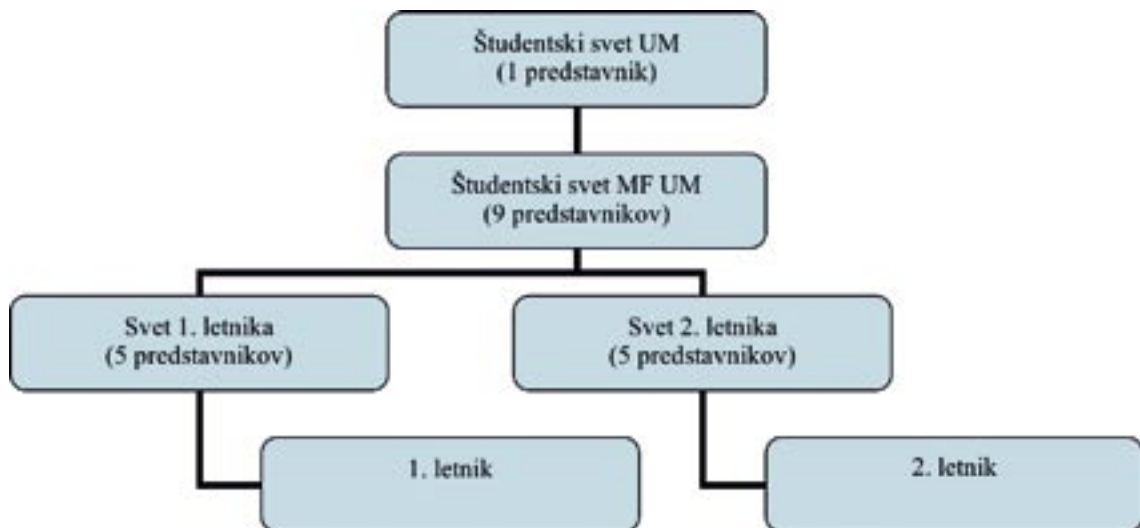 Študentski svet UM
(1 predstavnik)
Študentski svet MF UM
(9 predstavnikov)
Svet 1. letnika
(5 predstavnikov)
Svet 2. letnika
(5 predstavnikov)
1. letnik
2. letnik